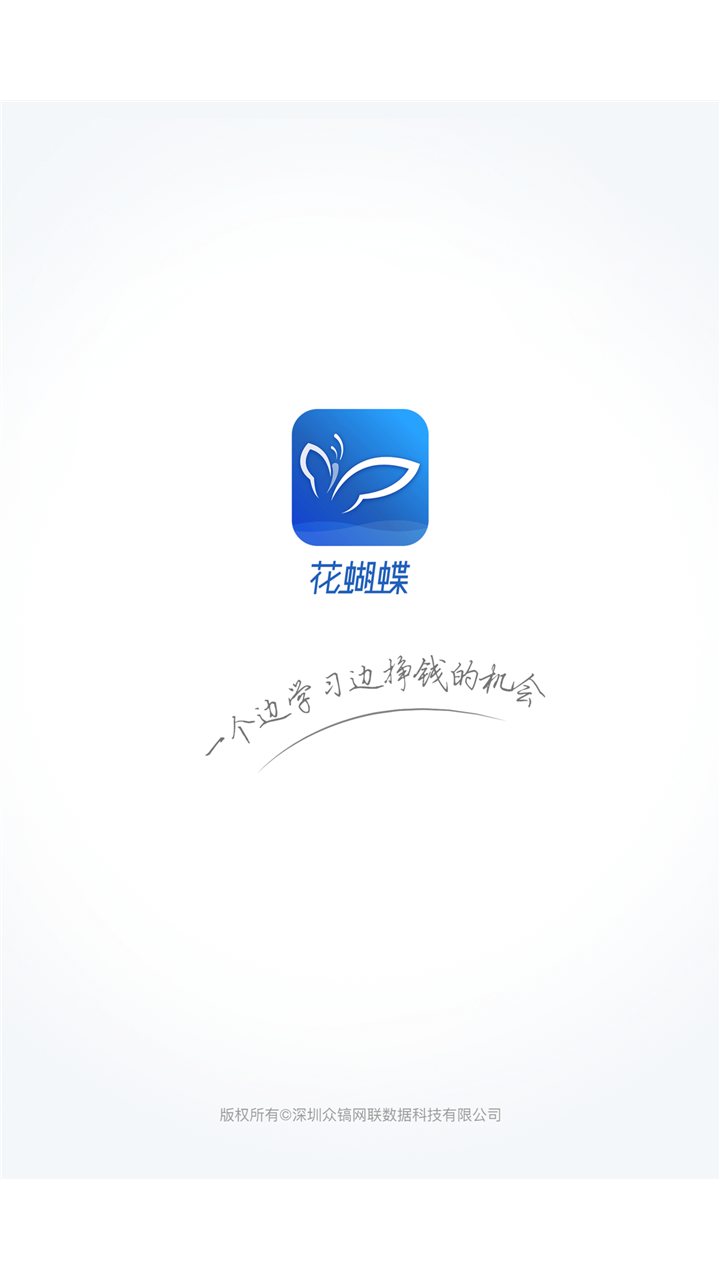 花蝴蝶
一个边学习边挣钱的机会
版权所有©深圳众镐网联数据科技有限公司